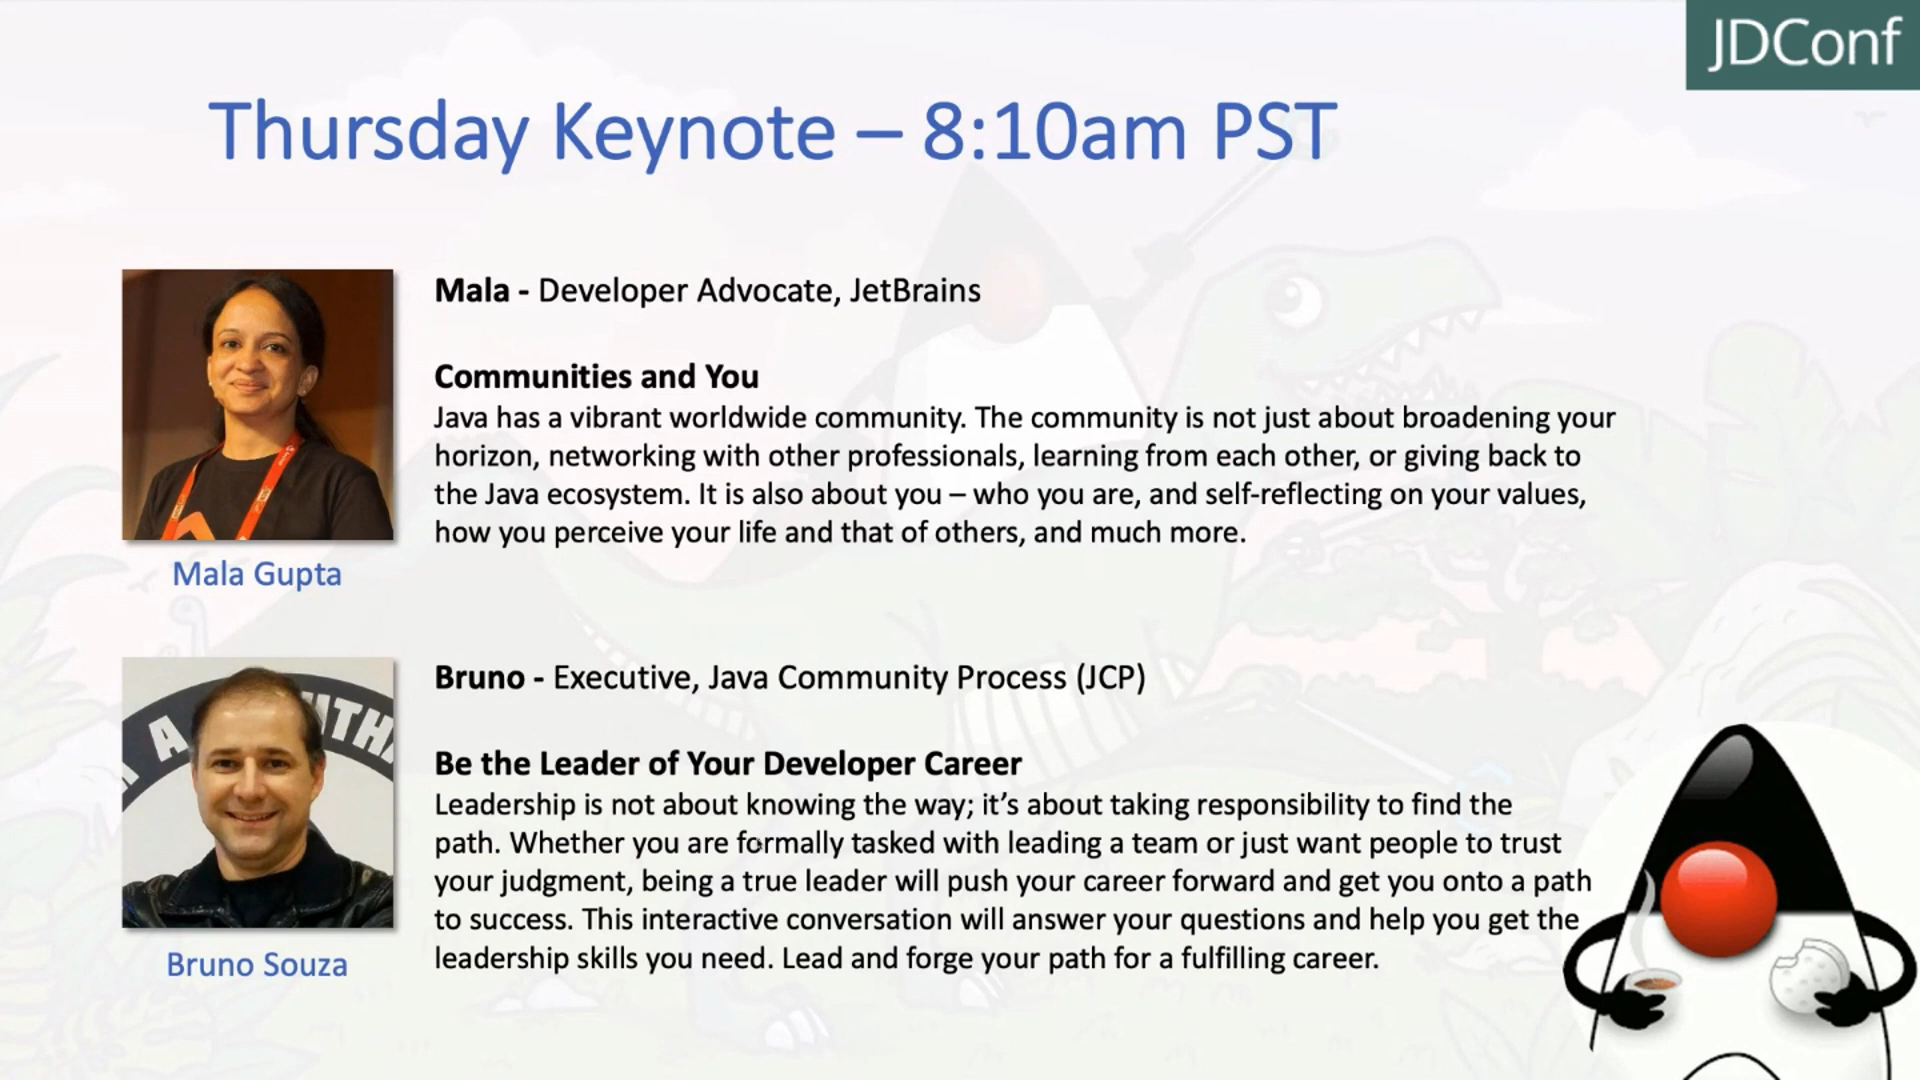 JDConf
Thursday Keynote – 8:10am PST
Mala - Developer Advocate, JetBrains
Communities and You
Java has a vibrant worldwide community. The community is not just about broadening your
horizon, networking with other professionals, learning from each other, or giving back to
the Java ecosystem. It is also about you – who you are, and self-reflecting on your values,
how you perceive your life and that of others, and much more.
Mala Gupta
A
UTH
Bruno - Executive, Java Community Process (JCP)
Be the Leader of Your Developer Career
Leadership is not about knowing the way; it’s about taking responsibility to find the
path. Whether you are formally tasked with leading a team or just want people to trust
your judgment, being a true leader will push your career forward and get you onto a path
to success. This interactive conversation will answer your questions and help you get the
leadership skills you need. Lead and forge your path for a fulfilling career.
Bruno Souza